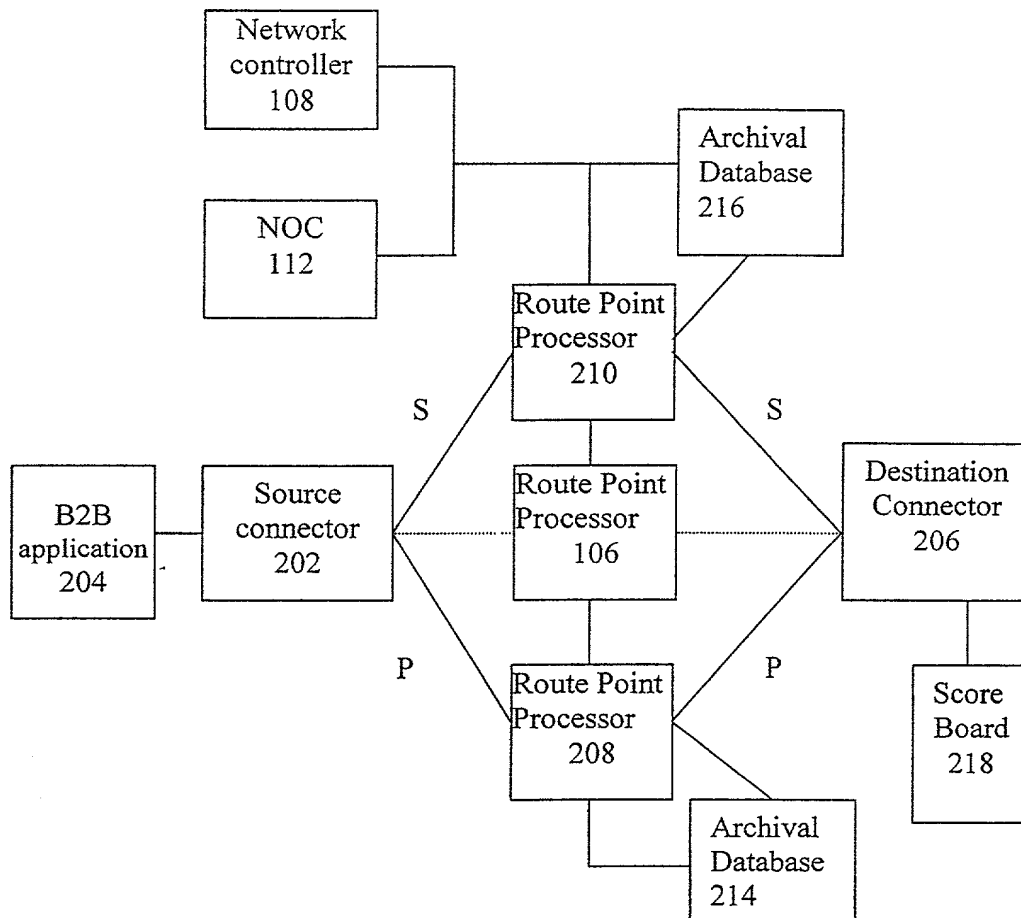 Network
controller
108
Archival
Database
216
NOC
112
Route Point
Processor
210
S
S
B2B
application
204
Source
connector
202
Route Point
Processor
106
Destination
Connector
206
P
P
Route Point
Processor
208
Score
Board
218
Archival
Database
214